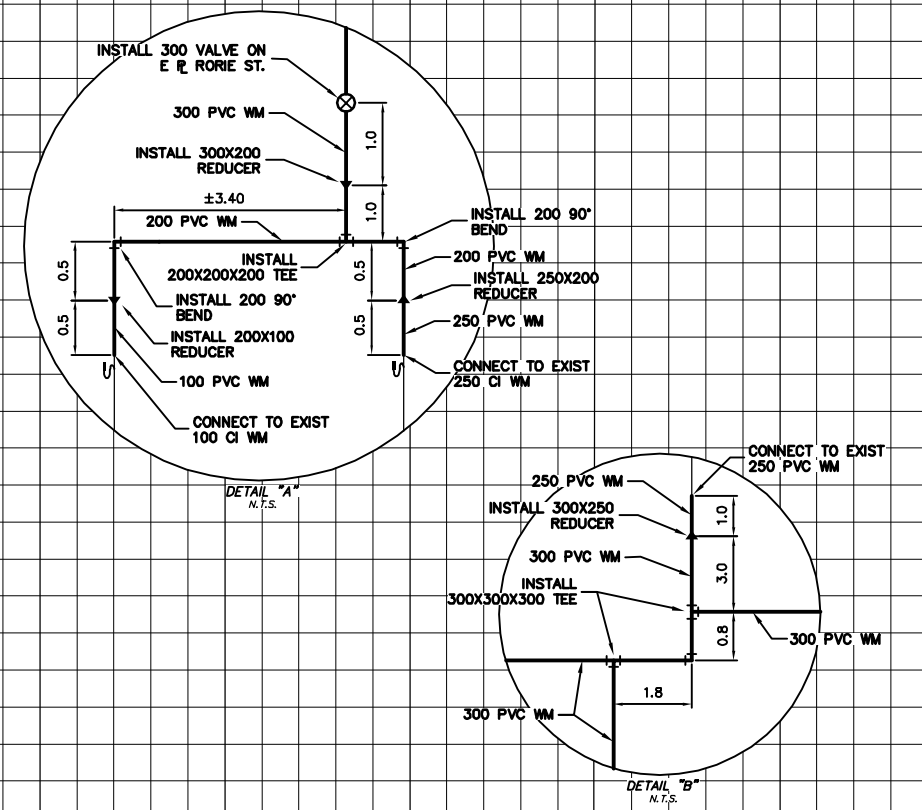 INSTALL 300 VALVE ON
E PL RORIE ST.
300 PVC WM
1.0
INSTALL 300X200
REDUCER
±3.40
1.0
200 PVC WM
INSTALL 200 90°
BEND
INSTALL
200X200X200 TEE
200 PVC WM
0.5
0.5
INSTALL 250X200
REDUCER
INSTALL 200 90°
BEND
0.5
0.5
250 PVC WM
INSTALL 200X100
REDUCER
100 PVC WM
CONNECT TO EXIST
250 CI WM
CONNECT TO EXIST
100 CI WM
DETAIL "A"
N.T.S.
CONNECT TO EXIST
250 PVC WM
250 PVC WM
INSTALL 300X250
REDUCER
1.0
300 PVC WM
3.0
INSTALL
300X300X300 TEE
0.8
300 PVC WM
1.8
300 PVC WM
DETAIL "B"
N.T.S.